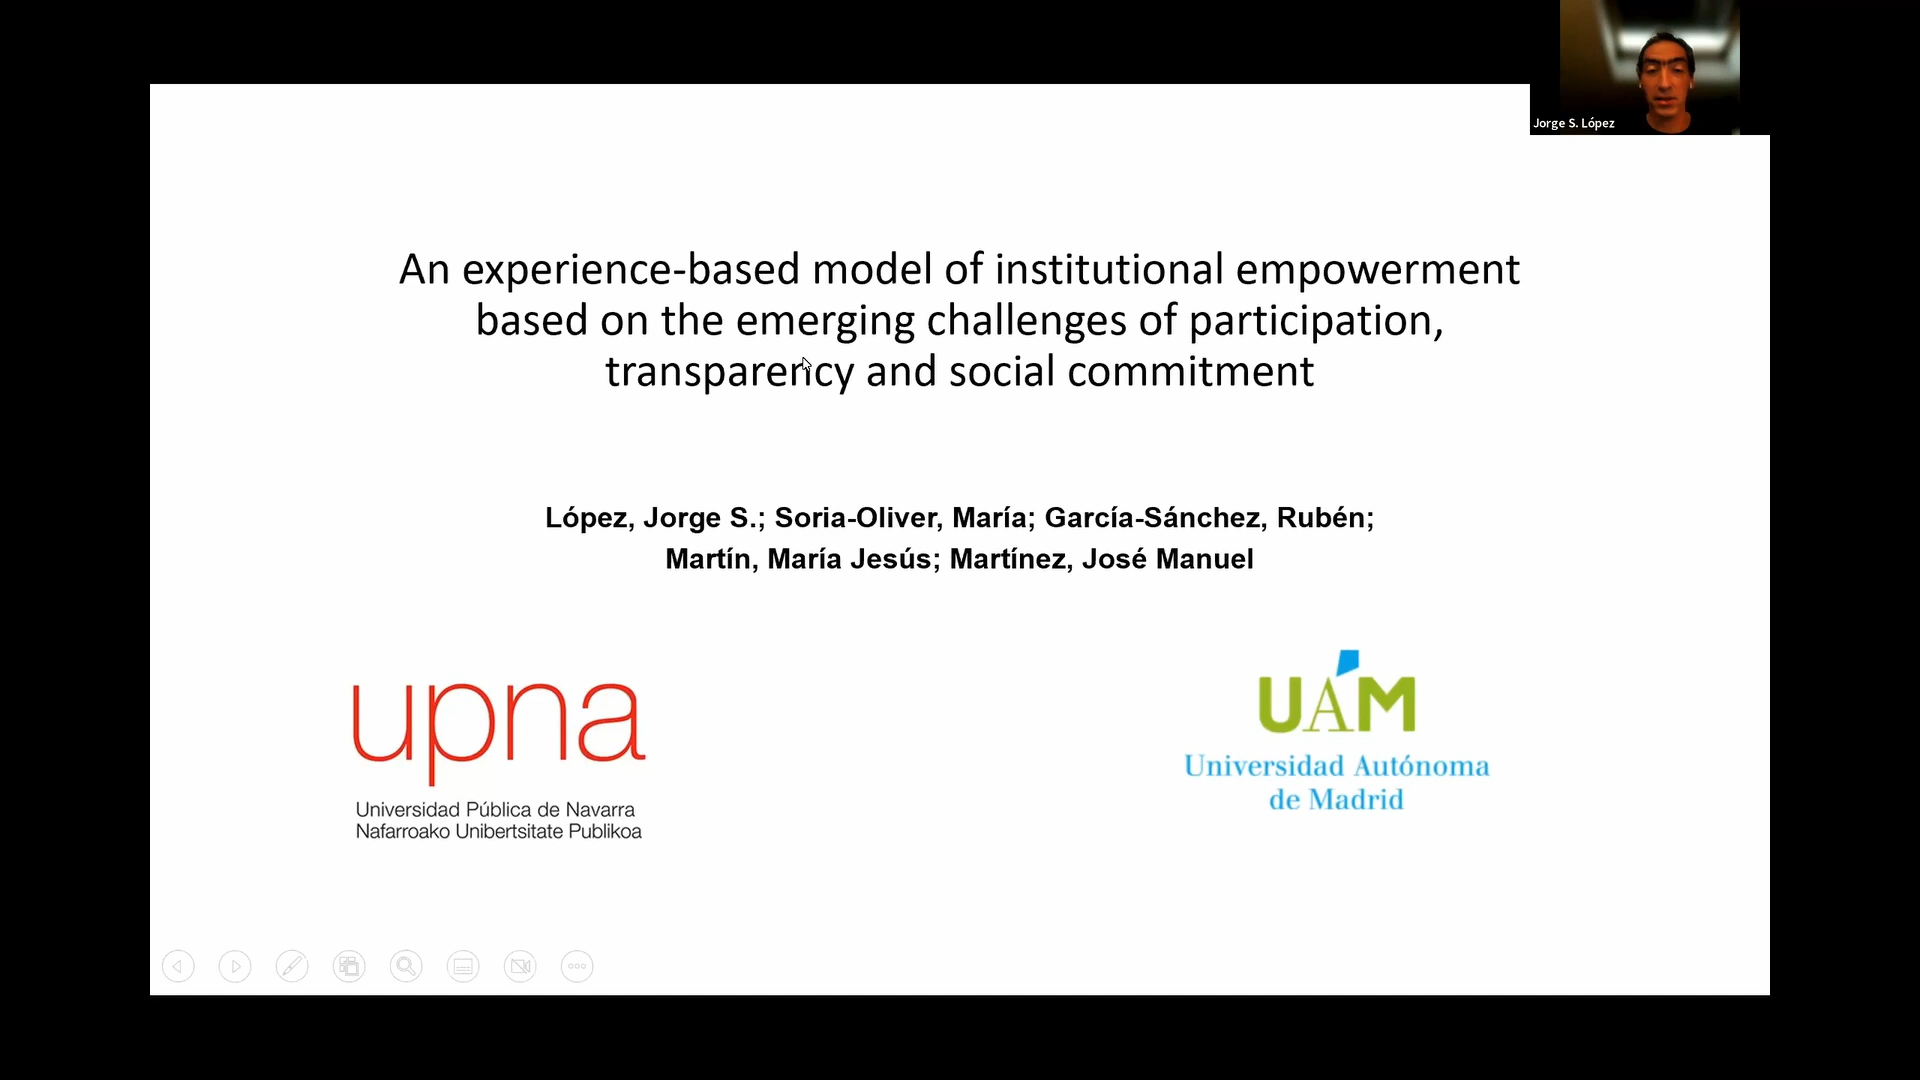 Jorge S. López
An experience-based model of institutional empowerment
based on the emerging challenges of participation,
transparency and social commitment
López, Jorge S.; Soria-Oliver, María; García-Sánchez, Rubén;
Martín, María Jesús; Martínez, José Manuel
upna
Universidad Pública de Navarra
Nafarroako Unibertsitate Publikoa
UAM
Universidad Autónoma
de Madrid